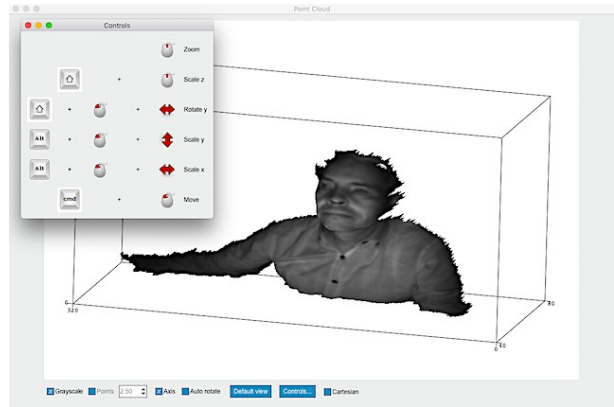 Point Cloud
Controls
Zoom
+ Scale z
+ + Rotate y
Alt + + Scale y
Alt + + Scale x
cmd + Move
0
320
80
0
Grayscale Points 2:50 Axis Auto rotate Default view Controls... Cartesian